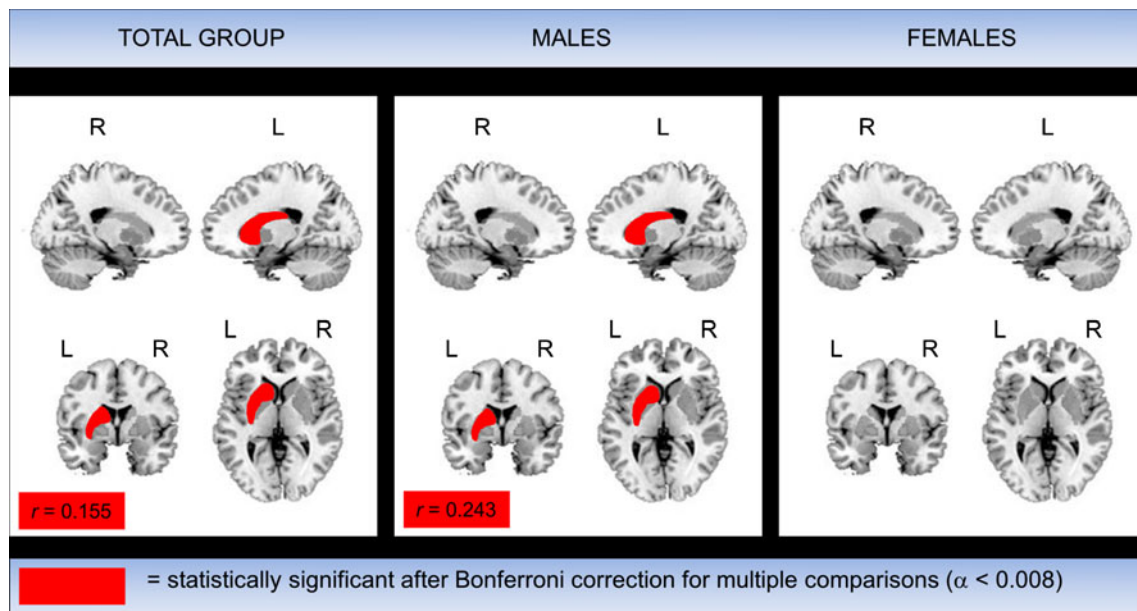 TOTAL GROUP
MALES
FEMALES
R L
R L
R L
L R L R
L R L R
L R L R
r = 0.155
r = 0.243
= statistically significant after Bonferroni correction for multiple comparisons (α < 0.008)